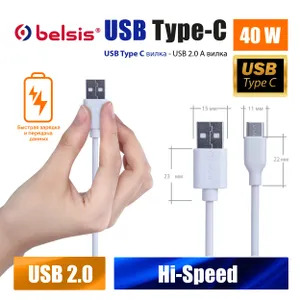 belsis® USB Type-C 40 W
USB Type C вилка - USB 2.0 A вилка
USB
Type C
Быстрая зарядка
и передача
данных
15 мм
11 мм
23 мм
22 мм
USB 2.0
Hi-Speed